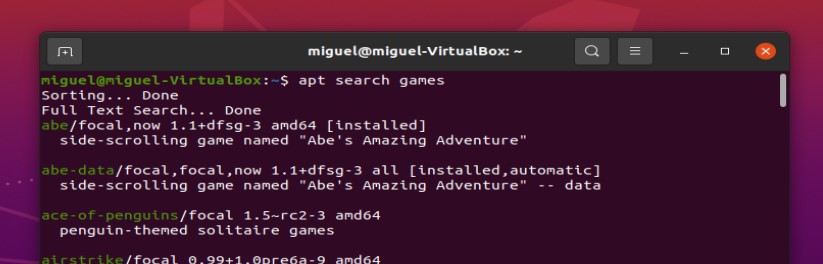 miguel@miguel-VirtualBox: ~
miguel@miguel-VirtualBox:~$ apt search games
Sorting... Done
Full Text Search... Done
abe/focal,now 1.1+dfsg-3 amd64 [installed]
side-scrolling game named "Abe's Amazing Adventure"
abe-data/focal,focal,now 1.1+dfsg-3 all [installed,automatic]
side-scrolling game named "Abe's Amazing Adventure" -- data
ace-of-penguins/focal 1.5~rc2-3 amd64
penguin-themed solitaire games
airstrike/focal 0.99+1.0pre6a-9 amd64